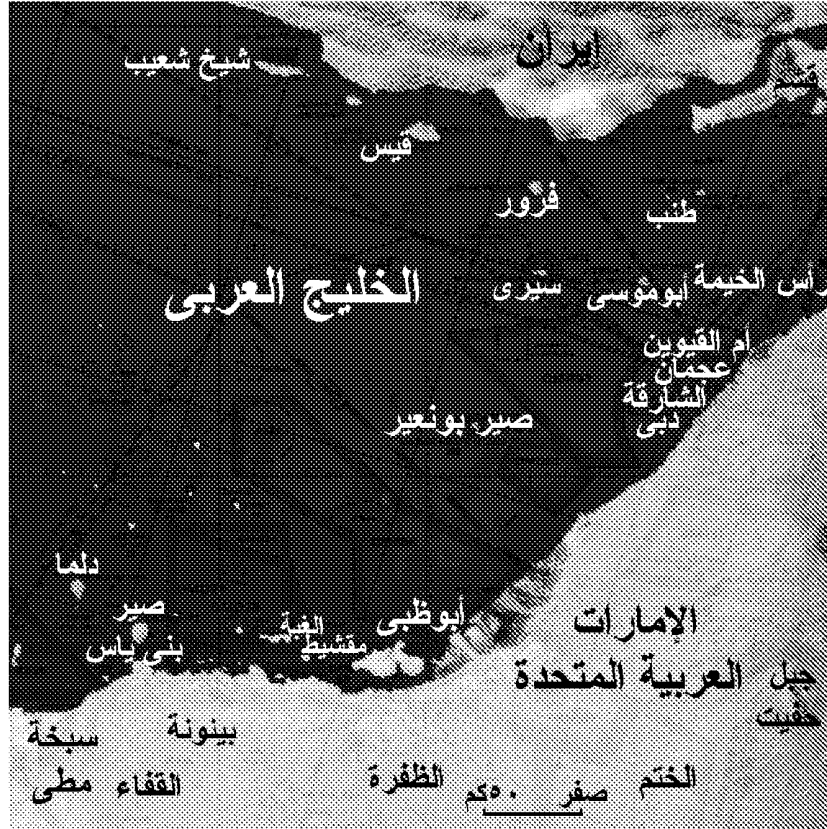 إيران
شيخ شعيب
قشم
قيس
فرور
طنب
الخليج العربى
سيرى
أبوموسى
رأس الخيمة
أم القيوين
عجمان
الشارقة
دبى
صير بونعير
دلما
صير
بنى ياس
الغبة
مقشيط
أبوظبى
الإمارات
العربية المتحدة
جبل
حفيت
سبخة
مطى
بينونة
القفاء
الظفرة
الختم
صفر ٥٠كم